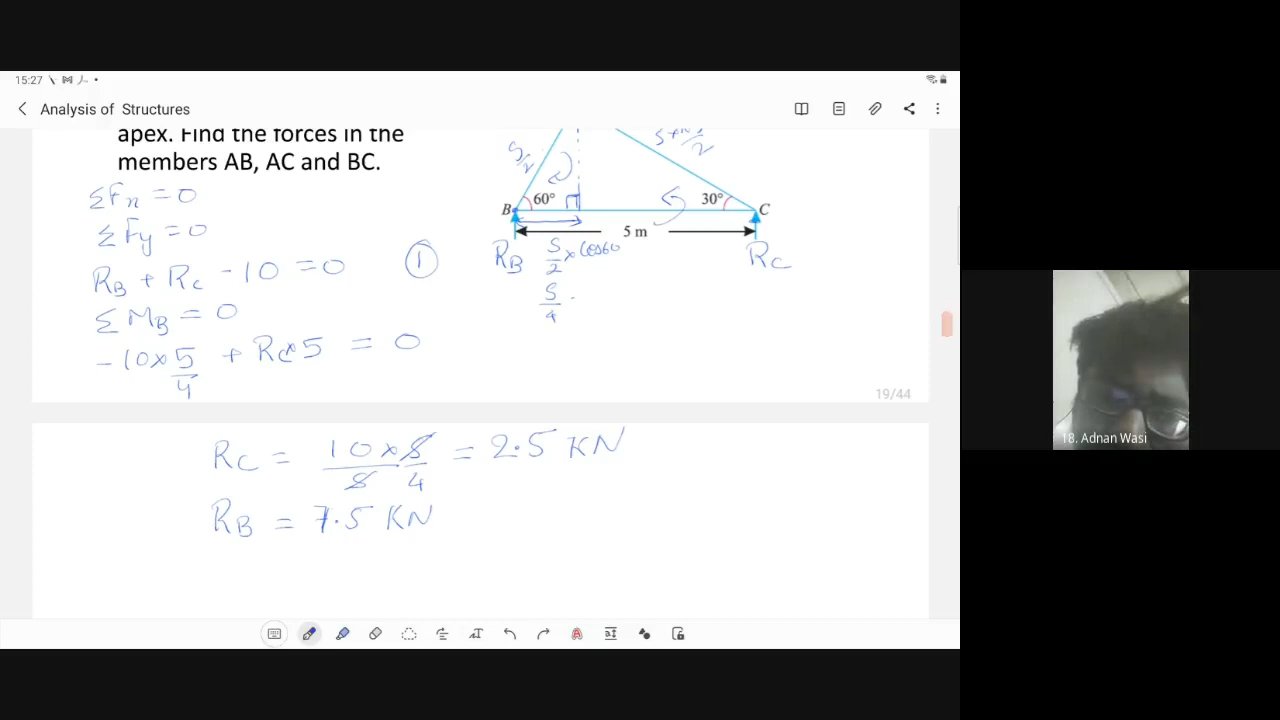 15:27
Analysis of Structures
apex. Find the forces in the
members AB, AC and BC.
ΣFx = 0
ΣFy = 0
RB + RC - 10 = 0 ①
ΣMB = 0
- 10 x 5/4 + RC x 5 = 0
5/2
B 60° 30° C
5 m
RB 5/2 x cos60 RC
5/4
19/44
RC = 10 x 5 / 5 4 = 2.5 KN
RB = 7.5 KN
18. Adnan Wasi